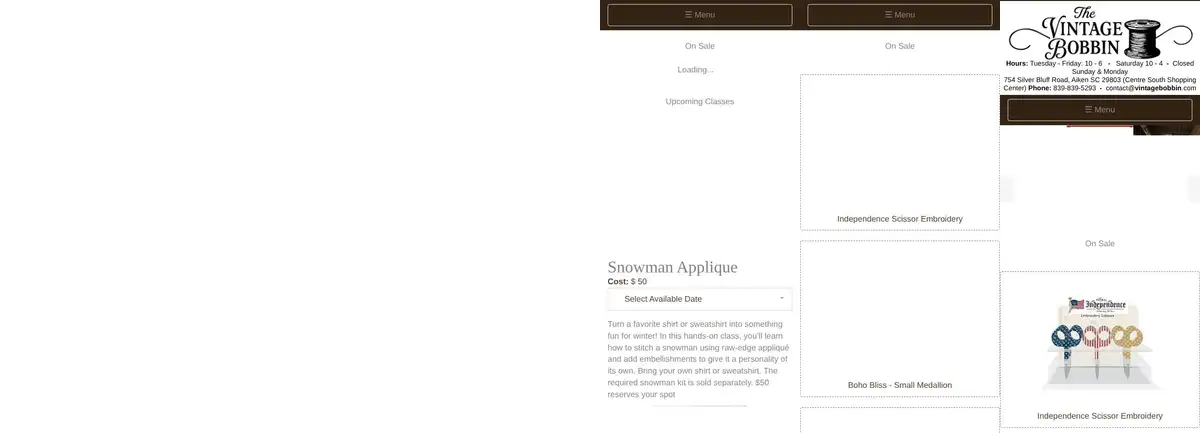 ☰ Menu
On Sale
Loading...
Upcoming Classes
Snowman Applique
Cost: $ 50
Select Available Date
Turn a favorite shirt or sweatshirt into something
fun for winter! In this hands-on class, you'll learn
how to stitch a snowman using raw-edge appliqué
and add embellishments to give it a personality of
its own. Bring your own shirt or sweatshirt. The
required snowman kit is sold separately. $50
reserves your spot
☰ Menu
On Sale
Independence Scissor Embroidery
Boho Bliss - Small Medallion
The
VINTAGE
BOBBIN
Hours: Tuesday - Friday: 10 - 6 • Saturday 10 - 4 • Closed
Sunday & Monday
754 Silver Bluff Road, Aiken SC 29803 (Centre South Shopping
Center) Phone: 839-839-5293 • contact@vintagebobbin.com
☰ Menu
On Sale
Independence
Embroidery Scissors
Independence Scissor Embroidery